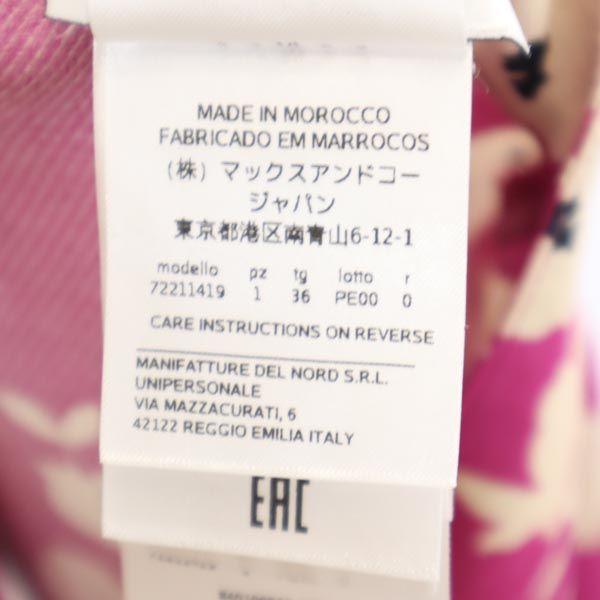 MADE IN MOROCCO
FABRICADO EM MARROCOS
(株) マックスアンドコー
ジャパン
東京都港区南青山6-12-1
modello pz tg lotto r
72211419 1 36 PE00 0
CARE INSTRUCTIONS ON REVERSE
MANIFATTURE DEL NORD S.R.L.
UNIPERSONALE
VIA MAZZACURATI, 6
42122 REGGIO EMILIA ITALY
EAC